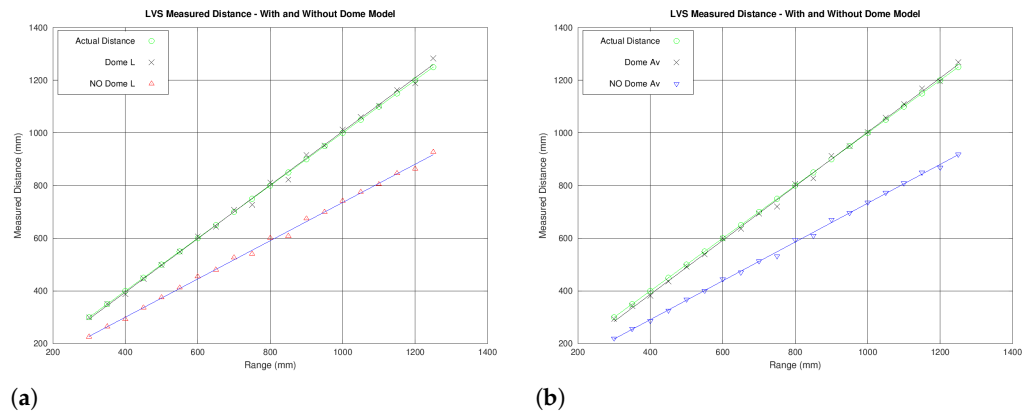 LVS Measured Distance - With and Without Dome Model
1400
1200
1000
800
600
400
200
Measured Distance (mm)
Actual Distance
Dome L
NO Dome L
200 400 600 800 1000 1200 1400
Range (mm)
(a)
LVS Measured Distance - With and Without Dome Model
1400
1200
1000
800
600
400
200
Measured Distance (mm)
Actual Distance
Dome Av
NO Dome Av
200 400 600 800 1000 1200 1400
Range (mm)
(b)